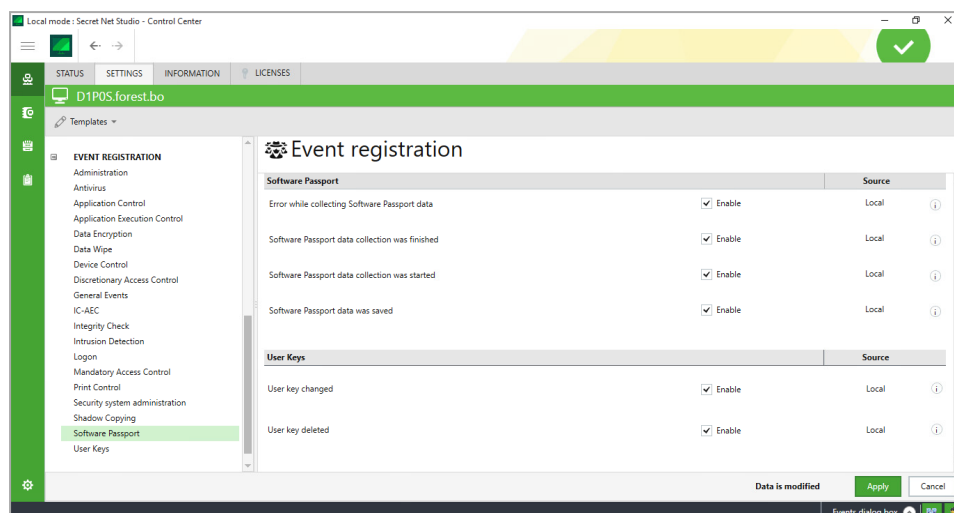 Local mode : Secret Net Studio - Control Center
STATUS SETTINGS INFORMATION LICENSES
D1P0S.forest.bo
Templates
EVENT REGISTRATION
Administration
Antivirus
Application Control
Application Execution Control
Data Encryption
Data Wipe
Device Control
Discretionary Access Control
General Events
IC-AEC
Integrity Check
Intrusion Detection
Logon
Mandatory Access Control
Print Control
Security system administration
Shadow Copying
Software Passport
User Keys
Event registration
Software Passport Source
Error while collecting Software Passport data Enable Local
Software Passport data collection was finished Enable Local
Software Passport data collection was started Enable Local
Software Passport data was saved Enable Local
User Keys Source
User key changed Enable Local
User key deleted Enable Local
Data is modified Apply Cancel
Events dialog box